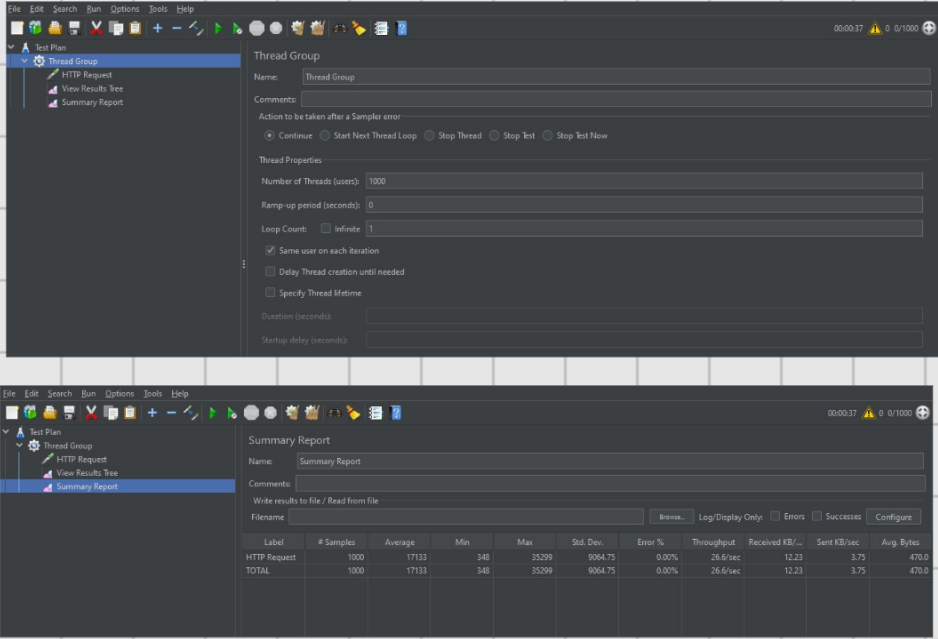 File Edit Search Run Options Tools Help
00:00:37 0 0/1000
Test Plan
Thread Group
HTTP Request
View Results Tree
Summary Report
Thread Group
Name: Thread Group
Comments:
Action to be taken after a Sampler error
Continue Start Next Thread Loop Stop Thread Stop Test Stop Test Now
Thread Properties
Number of Threads (users): 1000
Ramp-up period (seconds): 0
Loop Count: Infinite 1
Same user on each iteration
Delay Thread creation until needed
Specify Thread lifetime
Duration (seconds):
Startup delay (seconds):
File Edit Search Run Options Tools Help
00:00:37 0 0/1000
Test Plan
Thread Group
HTTP Request
View Results Tree
Summary Report
Summary Report
Name: Summary Report
Comments:
Write results to file / Read from file
Filename Browse... Log/Display Only: Errors Successes Configure
Label # Samples Average Min Max Std. Dev. Error % Throughput Received KB/... Sent KB/sec Avg. Bytes
HTTP Request 1000 17133 348 35299 9064.75 0.00% 26.6/sec 12.23 3.75 470.0
TOTAL 1000 17133 348 35299 9064.75 0.00% 26.6/sec 12.23 3.75 470.0